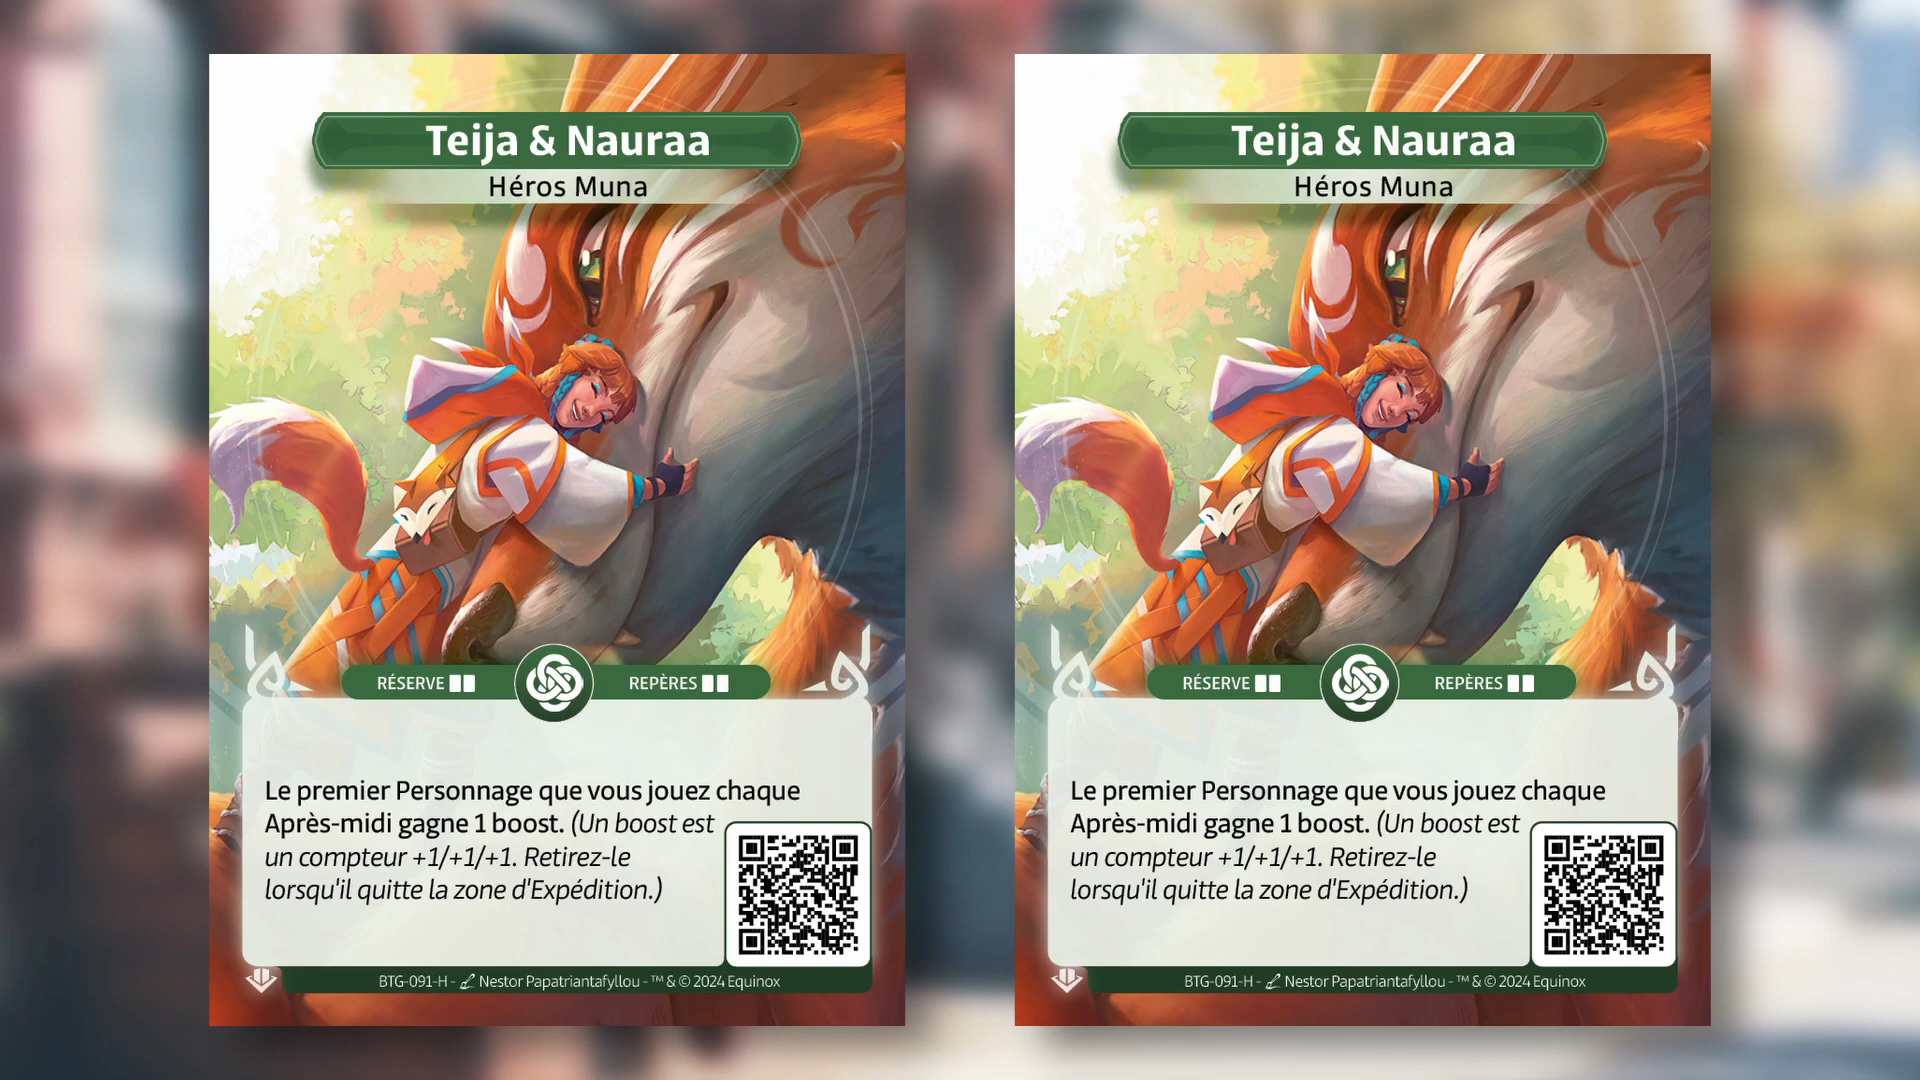 Teija & Nauraa
Héros Muna
RÉSERVE
REPÈRES
Le premier Personnage que vous jouez chaque
Après-midi gagne 1 boost. (Un boost est
un compteur +1/+1/+1. Retirez-le
lorsqu'il quitte la zone d'Expédition.)
BTG-091-H - Nestor Papatriantafyllou - ™ & © 2024 Equinox
Teija & Nauraa
Héros Muna
RÉSERVE
REPÈRES
Le premier Personnage que vous jouez chaque
Après-midi gagne 1 boost. (Un boost est
un compteur +1/+1/+1. Retirez-le
lorsqu'il quitte la zone d'Expédition.)
BTG-091-H - Nestor Papatriantafyllou - ™ & © 2024 Equinox